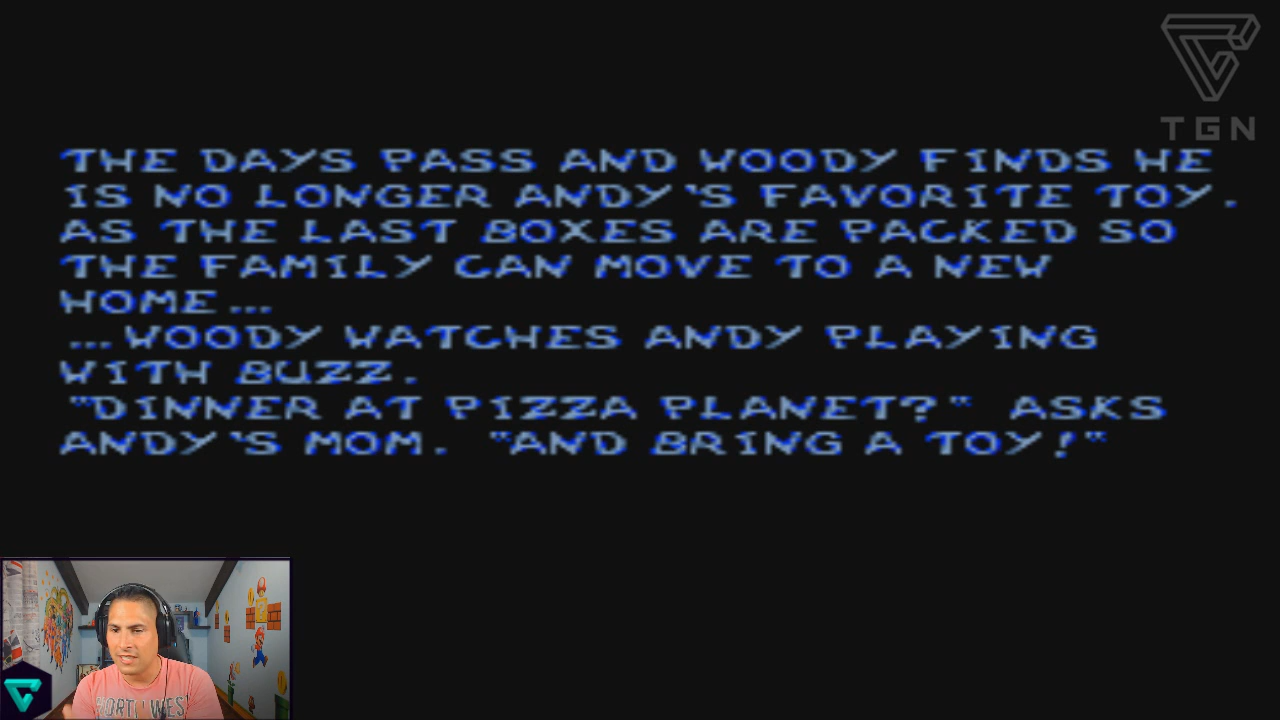 TGN
THE DAYS PASS AND WOODY FINDS HE
IS NO LONGER ANDY'S FAVORITE TOY.
AS THE LAST BOXES ARE PACKED SO
THE FAMILY CAN MOVE TO A NEW
HOME...
...WOODY WATCHES ANDY PLAYING
WITH BUZZ.
"DINNER AT PIZZA PLANET?" ASKS
ANDY'S MOM. "AND BRING A TOY!"